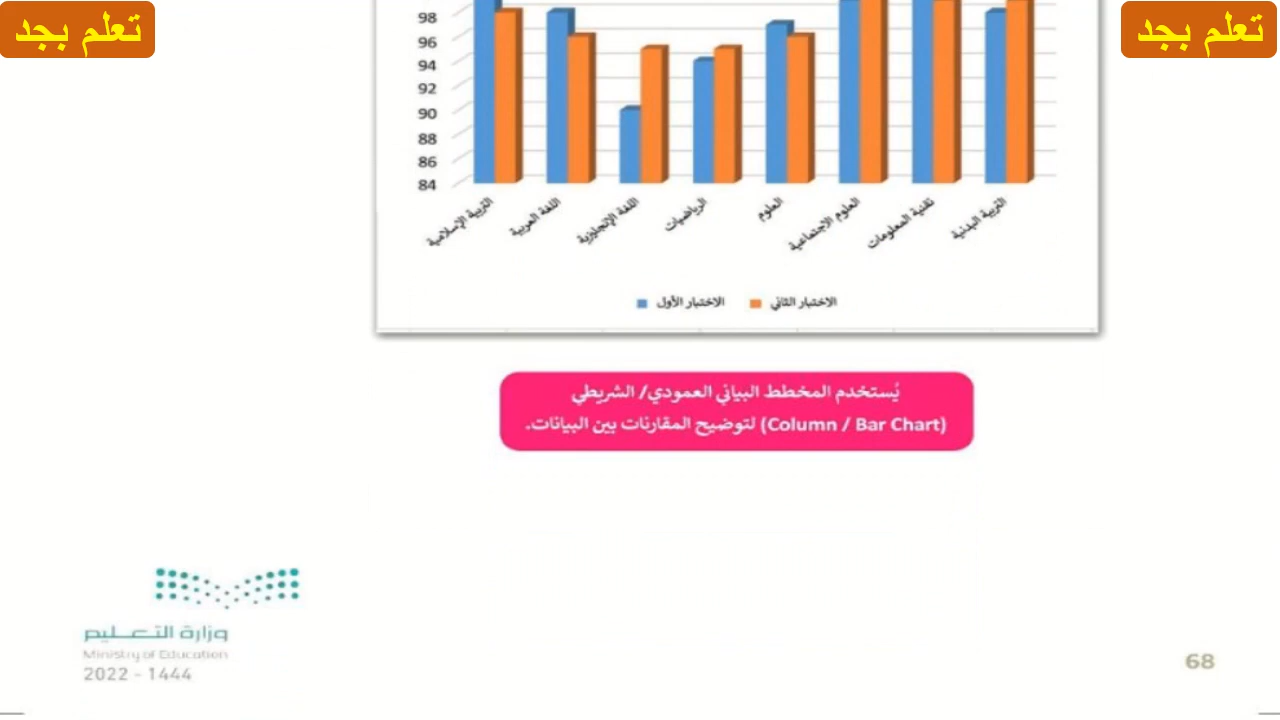 تعلم بجد
تعلم بجد
98
96
94
92
90
88
86
84
التربية الإسلامية
اللغة العربية
اللغة الإنجليزية
الرياضيات
العلوم
العلوم الاجتماعية
تقنية المعلومات
التربية البدنية
الاختبار الأول
الاختبار الثاني
يُستخدم المخطط البياني العمودي/ الشريطي
(Column / Bar Chart) لتوضيح المقارنات بين البيانات.
وزارة التعليم
Ministry of Education
2022 - 1444
68